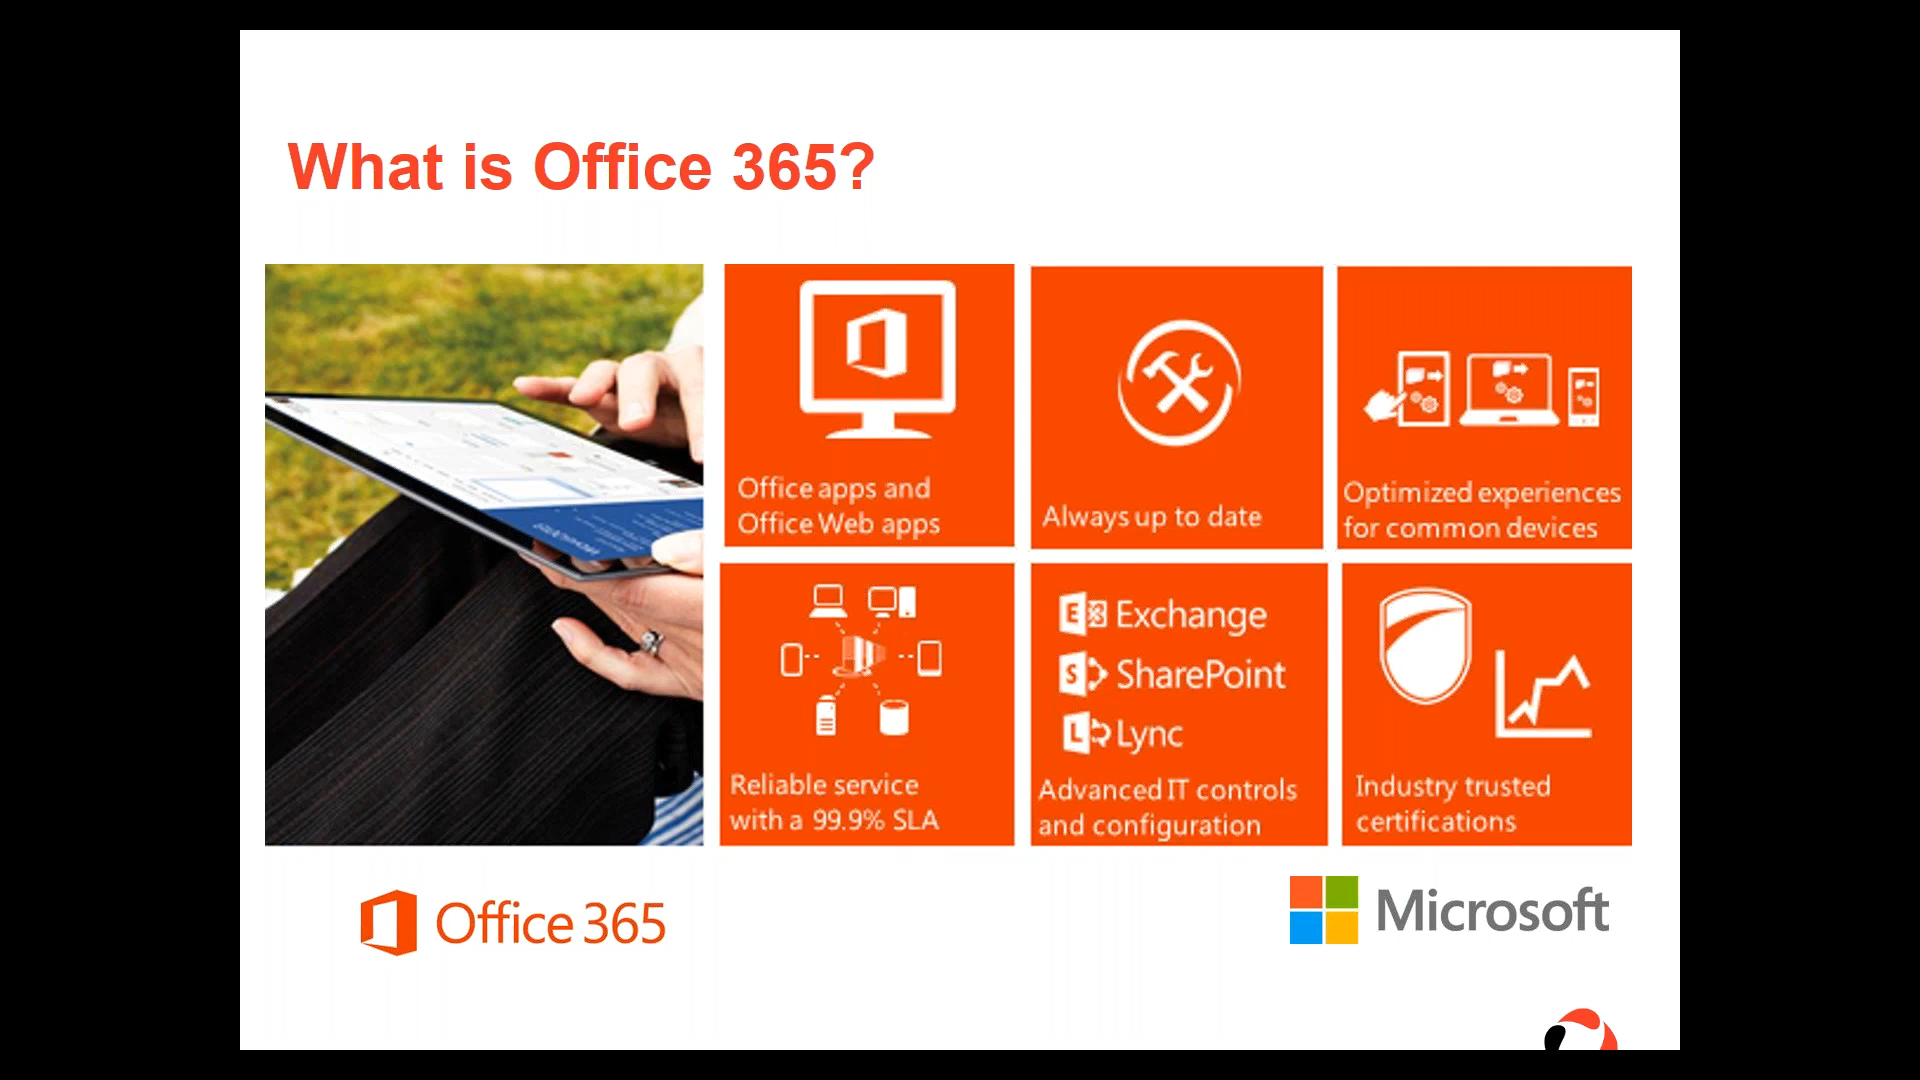 What is Office 365?
Office apps and
Office Web apps
Always up to date
Optimized experiences
for common devices
Reliable service
with a 99.9% SLA
E Exchange
S SharePoint
L Lync
Advanced IT controls
and configuration
Industry trusted
certifications
Office 365
Microsoft